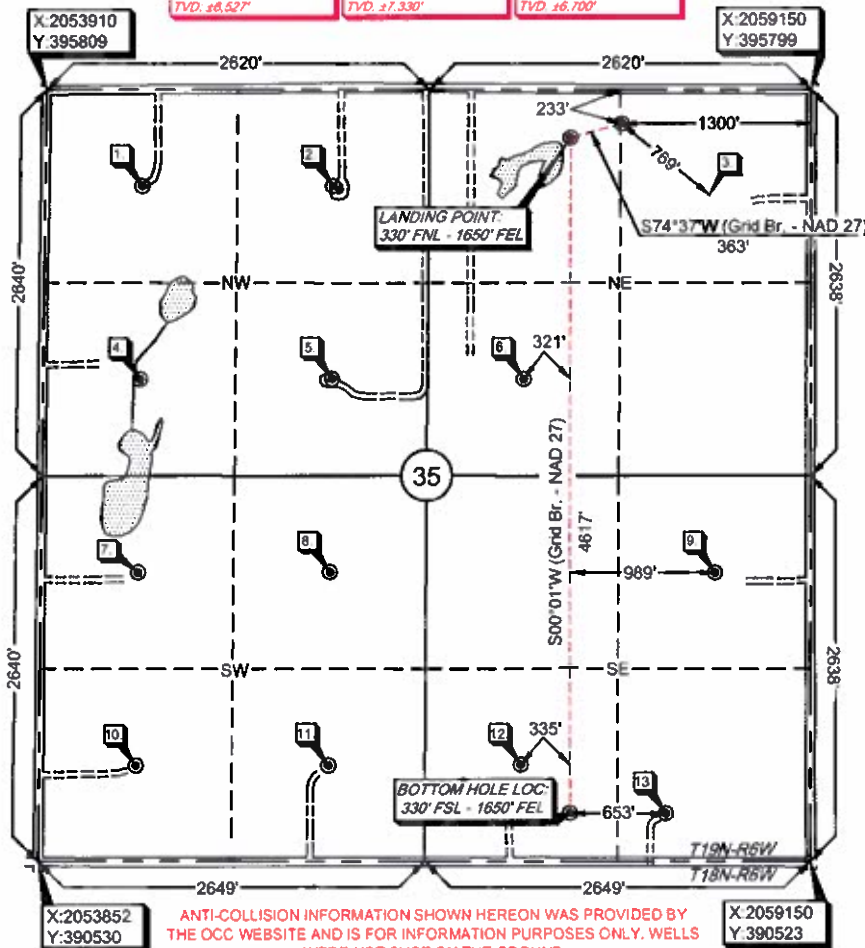 TVD. ±8,527'
TVD. ±7,330'
TVD. ±6,700'
X:2053910
Y:395809
X:2059150
Y:395799
2620'
2620'
233'
1300'
769'
1.
2.
3.
LANDING POINT:
330' FNL - 1650' FEL
S74°37'W (Grid Br. - NAD 27)
363'
2640'
NW
NE
2638'
4.
5.
6
321'
35
S00°01'W (Grid Br. - NAD 27)
4617'
7.
8.
9.
989'
2640'
SW
SE
2638
10.
11.
12.
335'
13
BOTTOM HOLE LOC:
330' FSL - 1650' FEL
653'
T19N-R6W
T18N-R6W
2649'
2649'
X:2053852
Y:390530
X:2059150
Y:390523
ANTI-COLLISION INFORMATION SHOWN HEREON WAS PROVIDED BY
THE OCC WEBSITE AND IS FOR INFORMATION PURPOSES ONLY. WELLS